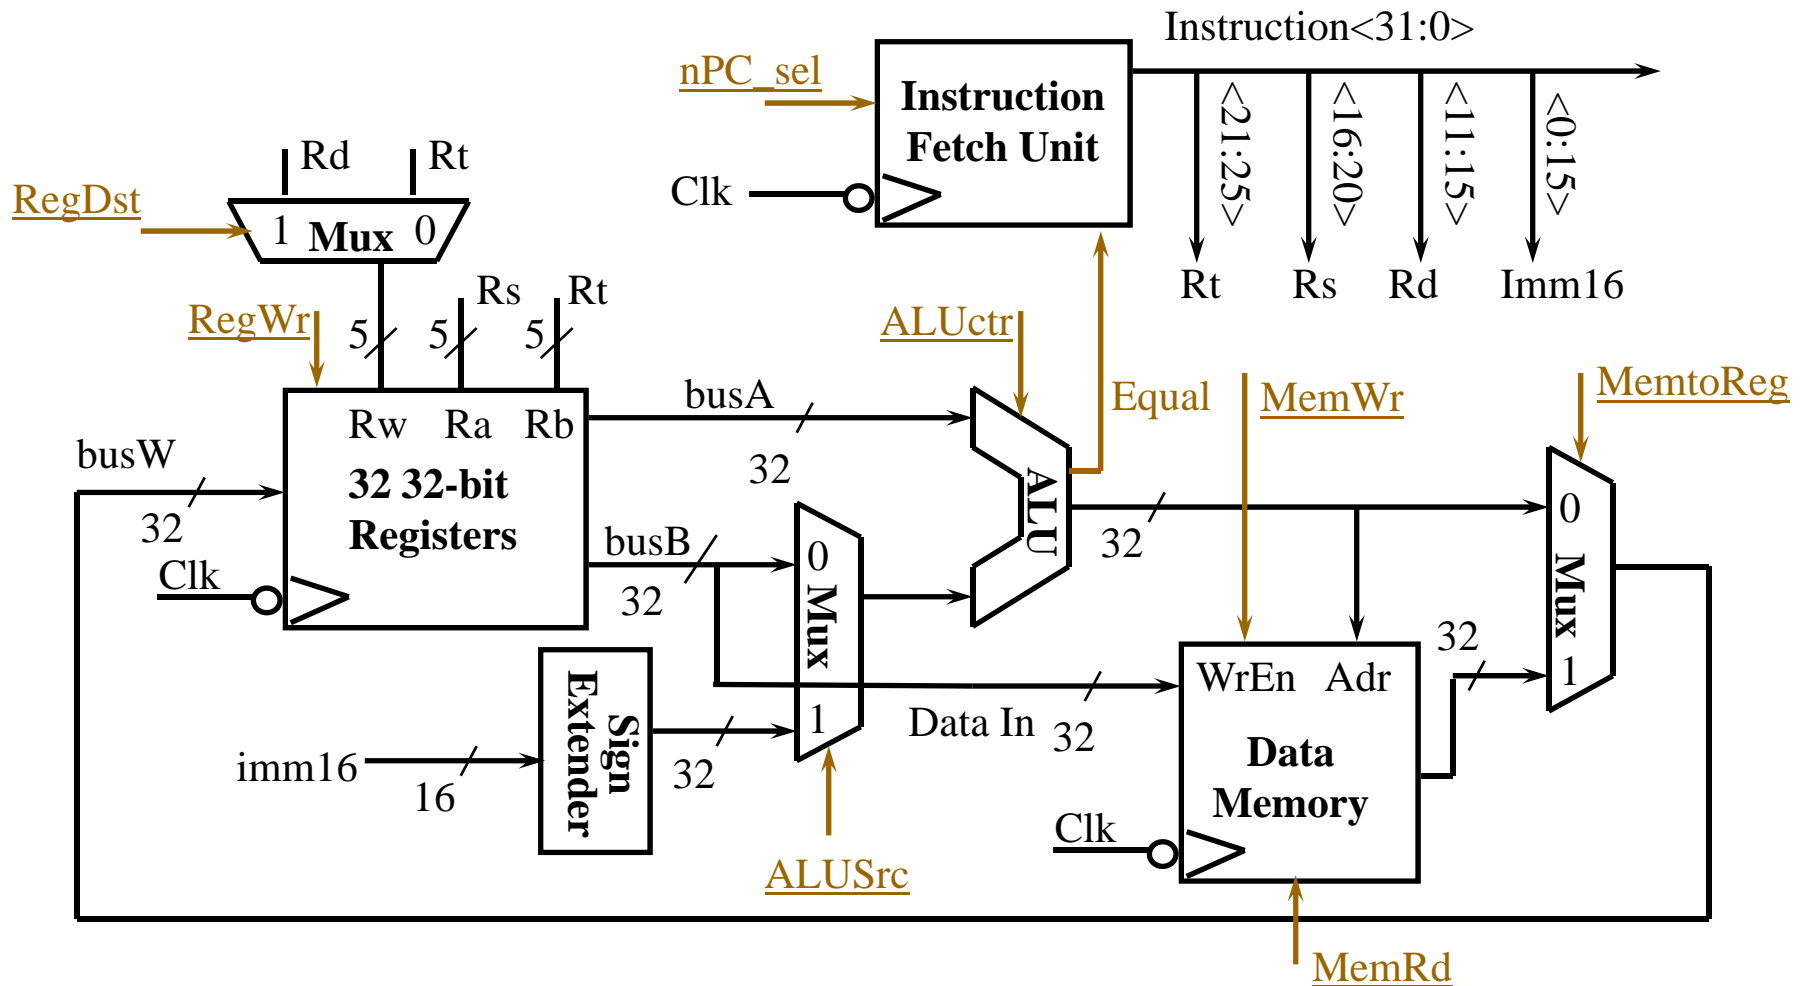 Instruction<31:0>
nPC_sel
Instruction
Fetch Unit
Clk
<21:25>
<16:20>
<11:15>
<0:15>
Rt
Rs
Rd
Imm16
Rd
Rt
RegDst
1
Mux
0
Rs
Rt
RegWr
5
5
5
ALUctr
Equal
MemWr
MemtoReg
busA
32
Rw
Ra
Rb
busW
32
32 32-bit
Registers
Clk
busB
32
0
Mux
1
ALU
32
0
Mux
1
32
WrEn
Adr
Data In
32
Data
Memory
Clk
Sign
Extender
imm16
16
32
ALUSrc
MemRd